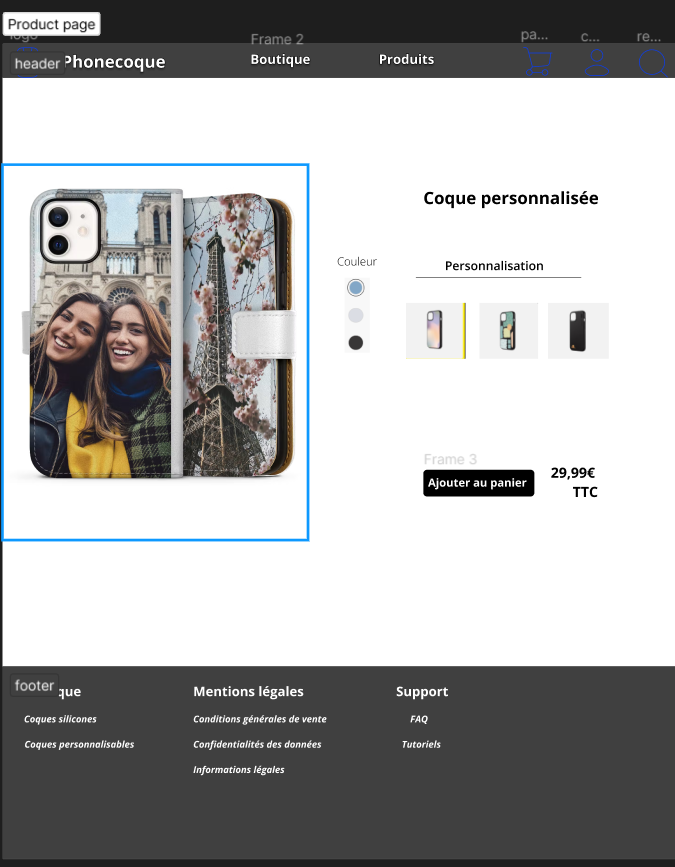 Product page
logo
Frame 2
pa...
c...
re...
header
Phonecoque
Boutique
Produits
Coque personnalisée
Couleur
Personnalisation
Frame 3
Ajouter au panier
29,99€
TTC
footer
que
Mentions légales
Support
Coques silicones
Conditions générales de vente
FAQ
Coques personnalisables
Confidentialités des données
Tutoriels
Informations légales